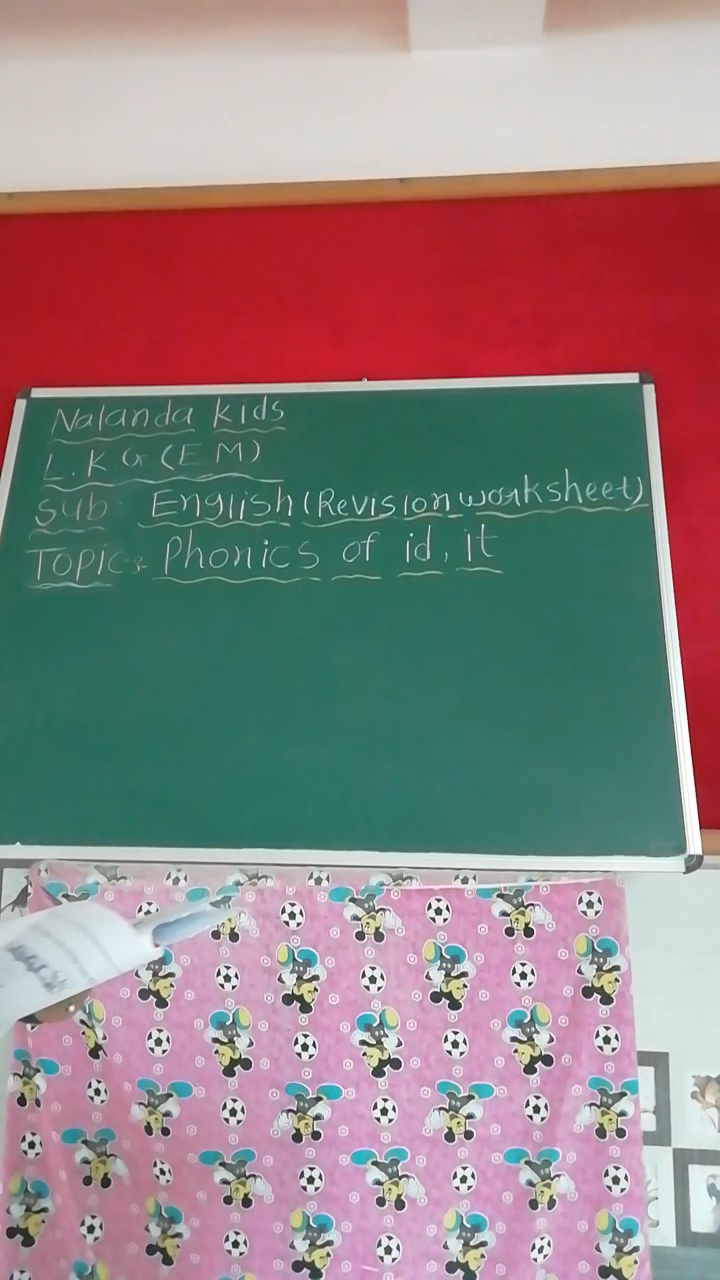 Nalanda kids
L.K G (E M)
Sub: English (Revision worksheet)
Topic:- Phonics of id, it